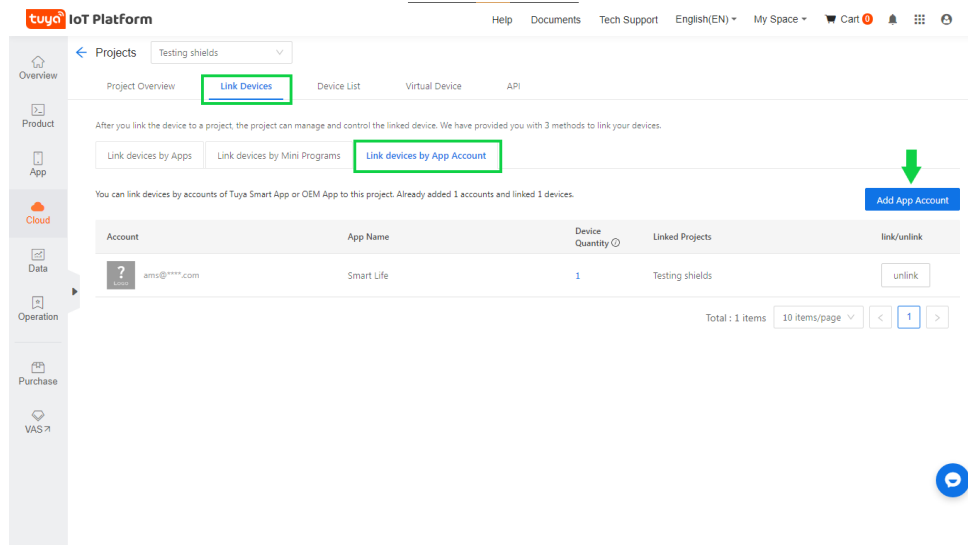 tuya IoT Platform
Help Documents Tech Support English(EN) My Space Cart 0
Projects Testing shields
Overview
Product
App
Cloud
Data
Operation
Purchase
VAS
Project Overview Link Devices Device List Virtual Device API
After you link the device to a project, the project can manage and control the linked device. We have provided you with 3 methods to link your devices.
Link devices by Apps Link devices by Mini Programs Link devices by App Account
You can link devices by accounts of Tuya Smart App or OEM App to this project. Already added 1 accounts and linked 1 devices.
Add App Account
Account App Name Device Quantity Linked Projects link/unlink
? ams@****.com Smart Life 1 Testing shields unlink
Total : 1 items 10 items/page < 1 >